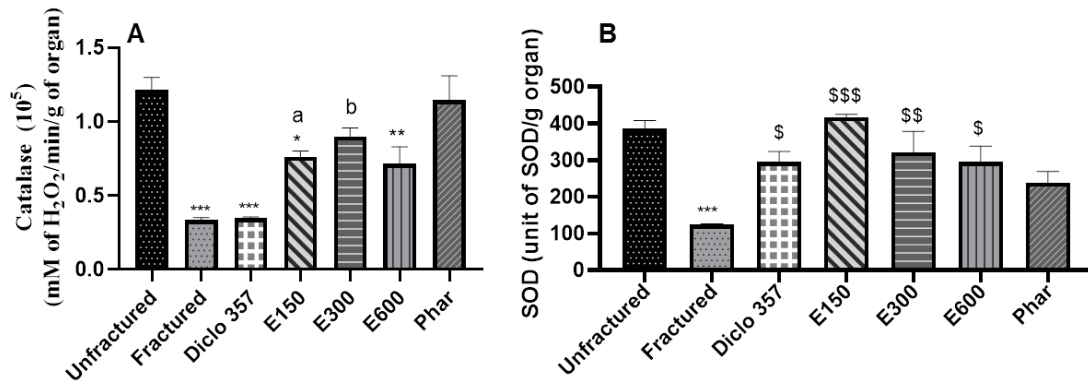 A
Catalase (10⁵)
(mM of H₂O₂/min/g of organ)
1.5
1.0
0.5
0.0
***
***
a
*
b
**
Unfractured
Fractured
Diclo 357
E150
E300
E600
Phar
B
SOD (unit of SOD/g organ)
500
400
300
200
100
0
***
$
$$$
$$
$
Unfractured
Fractured
Diclo 357
E150
E300
E600
Phar